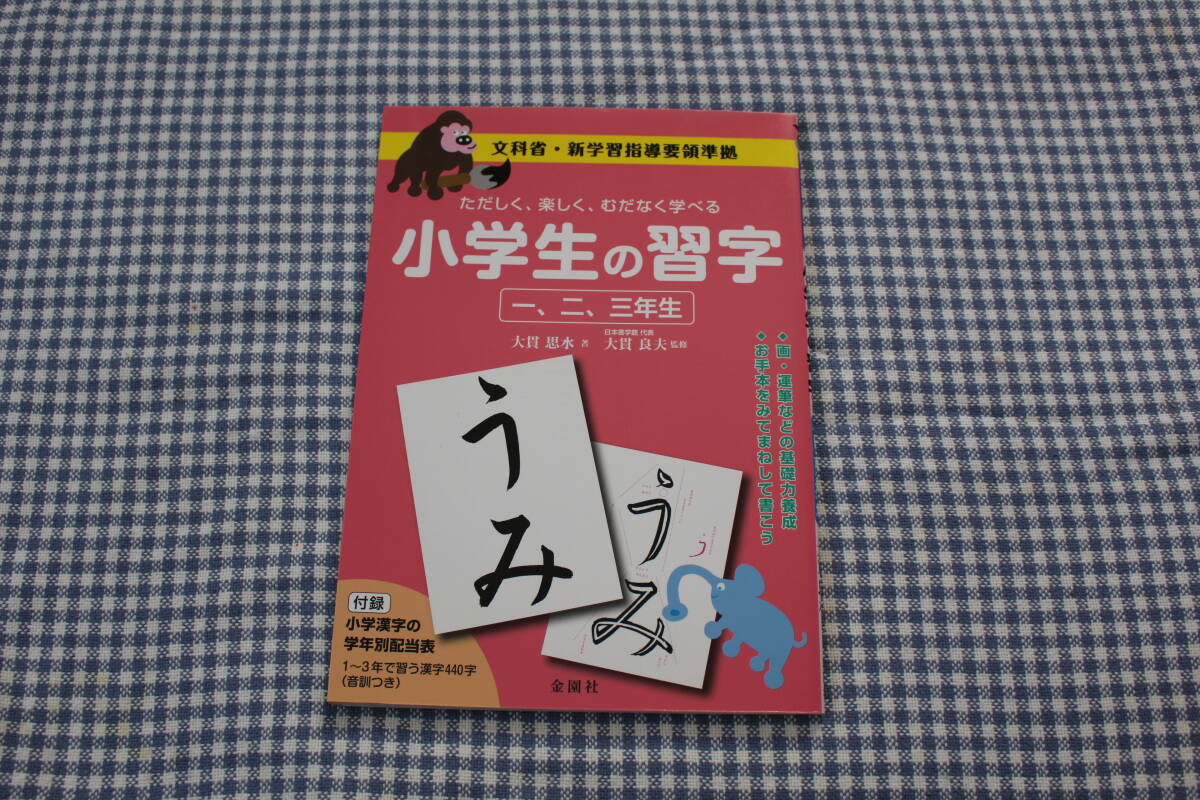 文科省・新学習指導要領準拠
ただしく、楽しく、むだなく学べる
小学生の習字
一、二、三年生
大貫 思水 著
日本書学館 代表
大貫 良夫 監修
◆画・運筆などの基礎力養成
◆お手本をみてまねして書こう
うみ
うみ
う
付録
小学漢字の
学年別配当表
1～3年で習う漢字440字
(音訓つき)
金園社